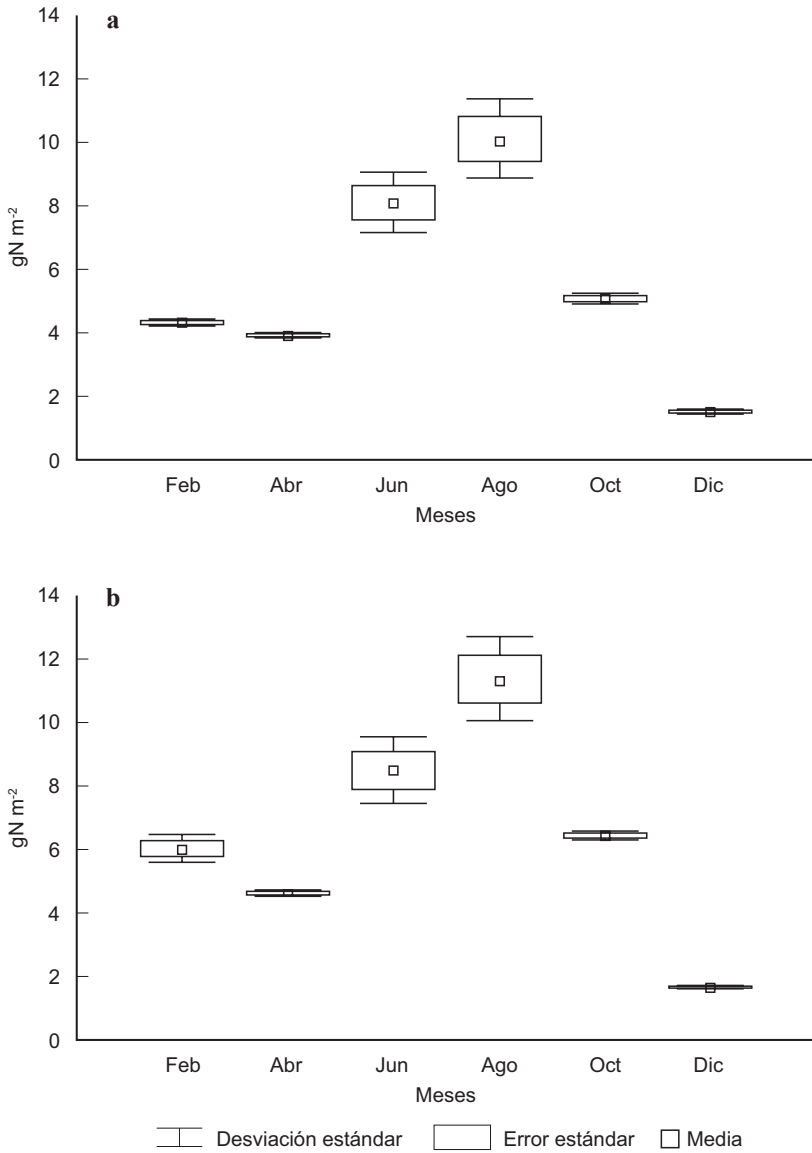 a
14
12
10
8
6
4
2
0
gN m-2
Feb Abr Jun Ago Oct Dic
Meses
b
14
12
10
8
6
4
2
0
gN m-2
Feb Abr Jun Ago Oct Dic
Meses
Desviación estándar Error estándar Media